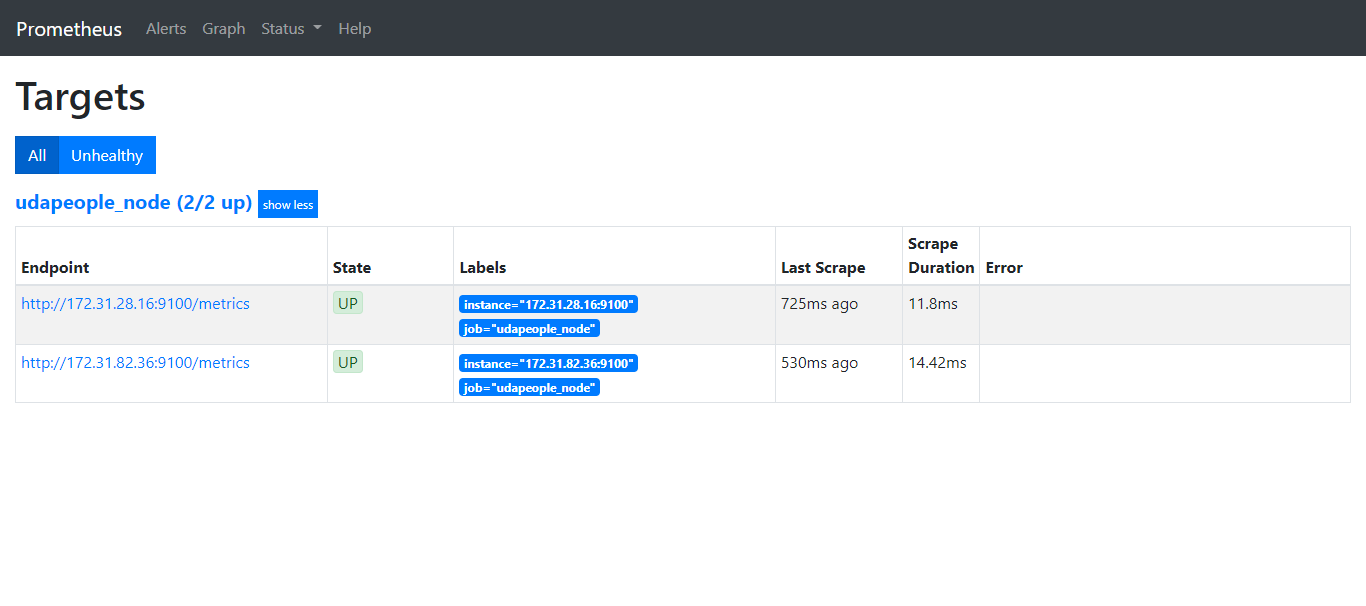 Prometheus Alerts Graph Status Help
Targets
All Unhealthy
udapeople_node (2/2 up) show less
Endpoint State Labels Last Scrape Scrape Duration Error
http://172.31.28.16:9100/metrics UP instance="172.31.28.16:9100" 725ms ago 11.8ms
job="udapeople_node"
http://172.31.82.36:9100/metrics UP instance="172.31.82.36:9100" 530ms ago 14.42ms
job="udapeople_node"